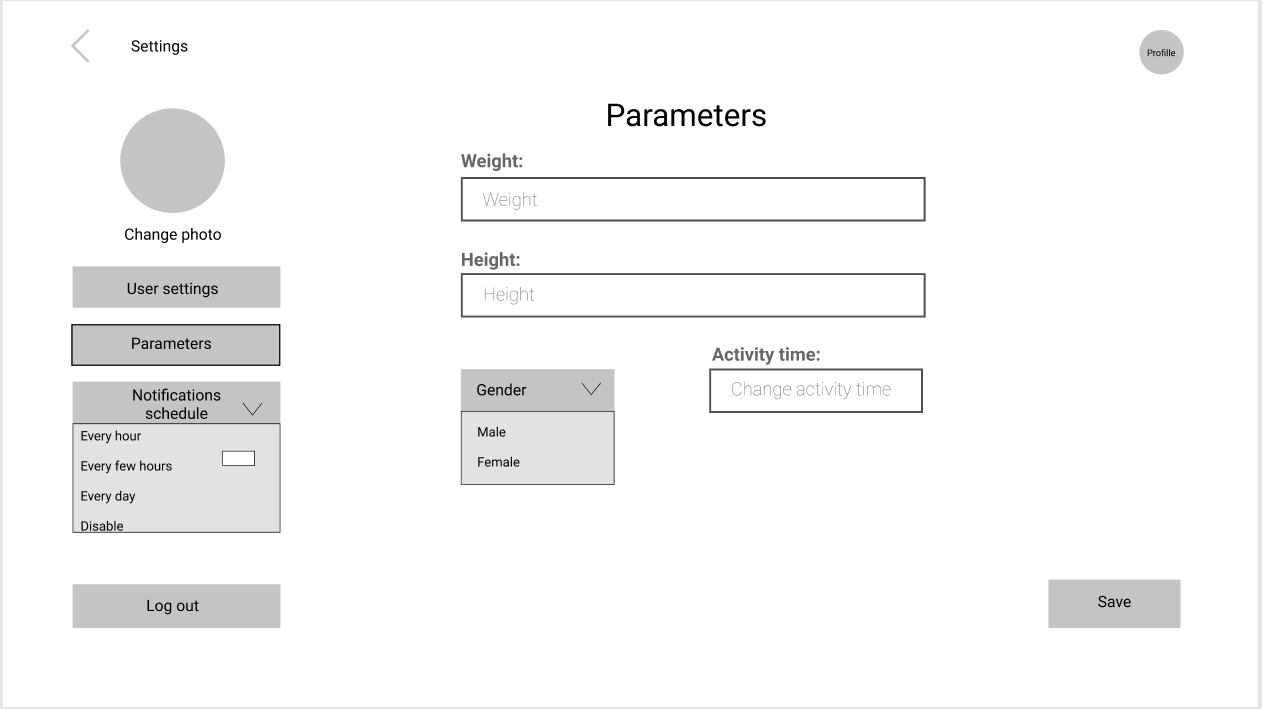 Settings
Profille
Change photo
User settings
Parameters
Notifications
schedule
Every hour
Every few hours
Every day
Disable
Log out
Parameters
Weight:
Weight
Height:
Height
Gender
Male
Female
Activity time:
Change activity time
Save